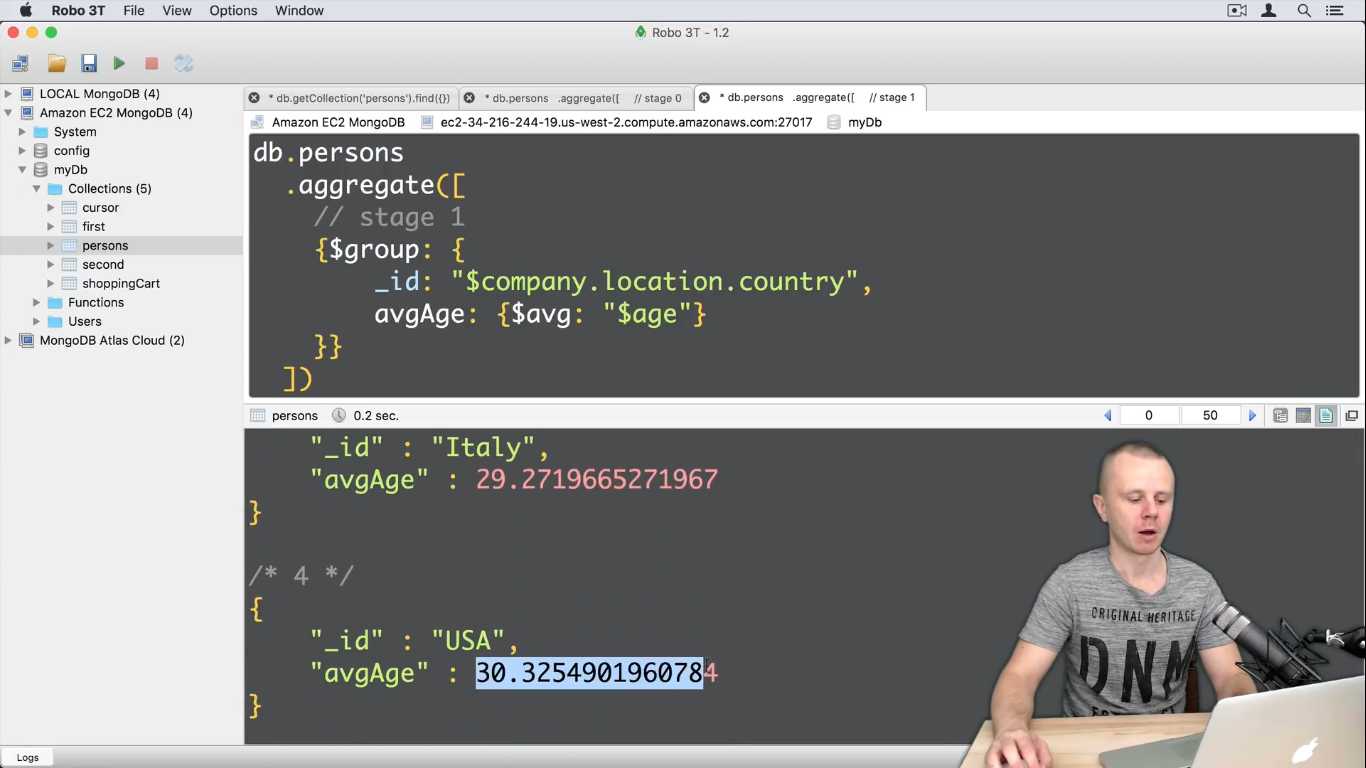 Robo 3T File View Options Window
Robo 3T - 1.2
LOCAL MongoDB (4)
Amazon EC2 MongoDB (4)
System
config
myDb
Collections (5)
cursor
first
persons
second
shoppingCart
Functions
Users
MongoDB Atlas Cloud (2)
* db.getCollection('persons').find({}) * db.persons .aggregate([ // stage 0 * db.persons .aggregate([ // stage 1
Amazon EC2 MongoDB ec2-34-216-244-19.us-west-2.compute.amazonaws.com:27017 myDb
db.persons
.aggregate([
// stage 1
{$group: {
_id: "$company.location.country",
avgAge: {$avg: "$age"}
}}
])
persons 0.2 sec. 0 50
"_id" : "Italy",
"avgAge" : 29.2719665271967
}
/* 4 */
{
"_id" : "USA",
"avgAge" : 30.3254901960784
}
ORIGINAL HERITAGE
DNM
Logs